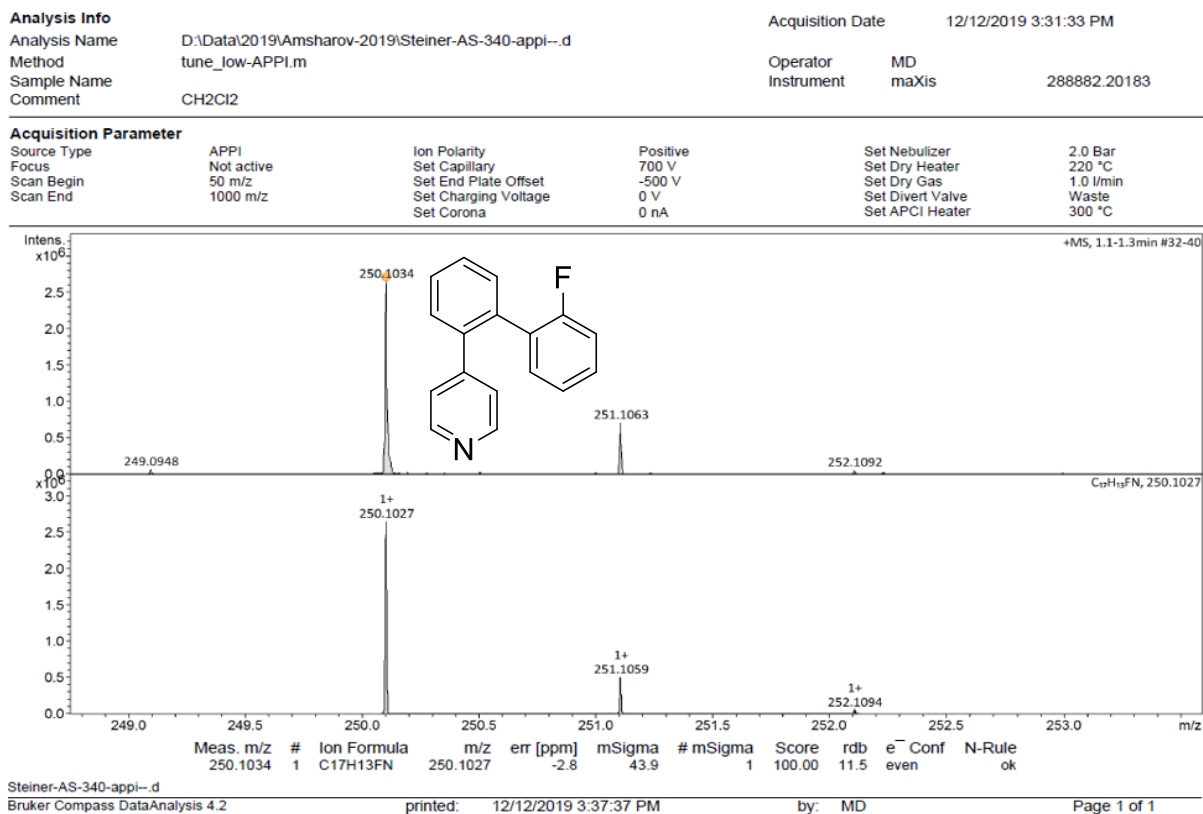 Analysis Info
Acquisition Date 12/12/2019 3:31:33 PM
Analysis Name D:\Data\2019\Amsharov-2019\Steiner-AS-340-appi--.d
Method tune_low-APPI.m Operator MD
Sample Name Instrument maXis 288882.20183
Comment CH2Cl2
Acquisition Parameter
Source Type APPI Ion Polarity Positive Set Nebulizer 2.0 Bar
Focus Not active Set Capillary 700 V Set Dry Heater 220 °C
Scan Begin 50 m/z Set End Plate Offset -500 V Set Dry Gas 1.0 l/min
Scan End 1000 m/z Set Charging Voltage 0 V Set Divert Valve Waste
Set Corona 0 nA Set APCI Heater 300 °C
Intens. +MS, 1.1-1.3min #32-40
x10⁶
250.1034
F
2.5
2.0
1.5
1.0
251.1063
0.5
N
249.0948
252.1092
0.0
x10⁶
C₁₇H₁₃FN, 250.1027
3.0
1+
250.1027
2.5
2.0
1.5
1.0
1+
251.1059
0.5
1+
252.1094
0.0
249.0 249.5 250.0 250.5 251.0 251.5 252.0 252.5 253.0 m/z
Meas. m/z # Ion Formula m/z err [ppm] mSigma # mSigma Score rdb e⁻ Conf N-Rule
250.1034 1 C17H13FN 250.1027 -2.8 43.9 1 100.00 11.5 even ok
Steiner-AS-340-appi--.d
Bruker Compass DataAnalysis 4.2 printed: 12/12/2019 3:37:37 PM by: MD Page 1 of 1